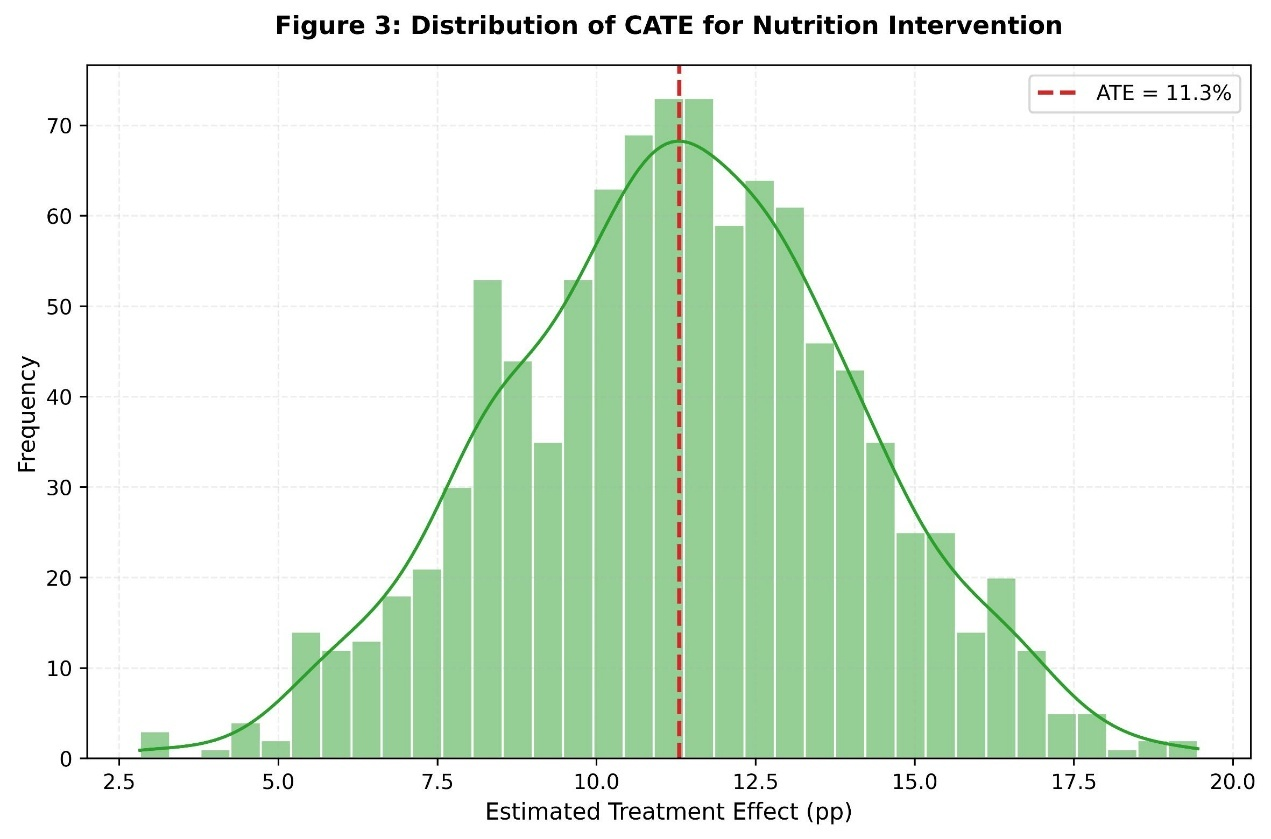 Figure 3: Distribution of CATE for Nutrition Intervention
ATE = 11.3%
Frequency
70
60
50
40
30
20
10
0
2.5 5.0 7.5 10.0 12.5 15.0 17.5 20.0
Estimated Treatment Effect (pp)